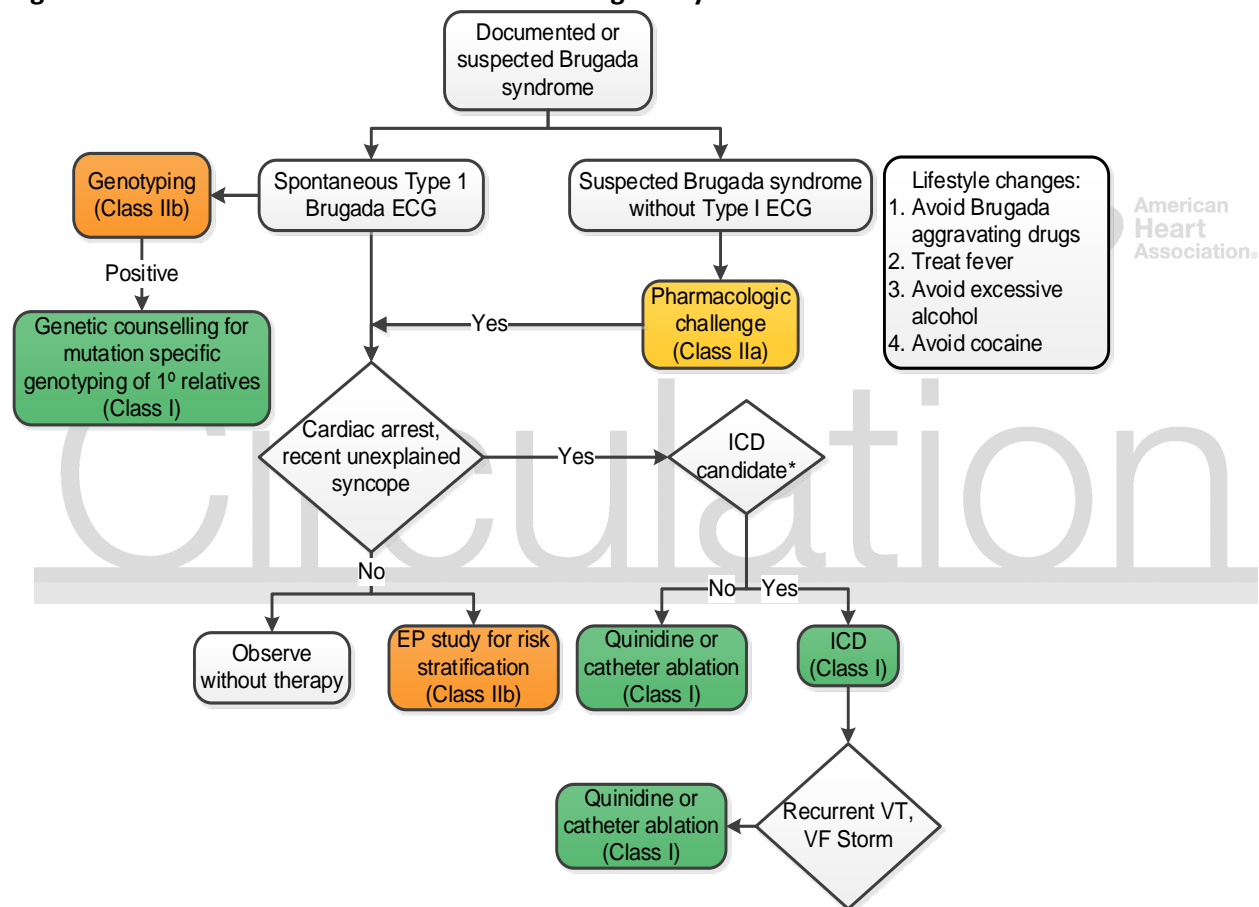 Documented or
suspected Brugada
syndrome
Genotyping
(Class IIb)
Spontaneous Type 1
Brugada ECG
Suspected Brugada syndrome
without Type I ECG
Lifestyle changes:
1. Avoid Brugada
aggravating drugs
2. Treat fever
3. Avoid excessive
alcohol
4. Avoid cocaine
American
Heart
Association®
Positive
Genetic counselling for
mutation specific
genotyping of 1º relatives
(Class I)
Yes
Pharmacologic
challenge
(Class IIa)
Circulation
Cardiac arrest,
recent unexplained
syncope
Yes
ICD
candidate*
No
No
Yes
Observe
without therapy
EP study for risk
stratification
(Class IIb)
Quinidine or
catheter ablation
(Class I)
ICD
(Class I)
Quinidine or
catheter ablation
(Class I)
Recurrent VT,
VF Storm